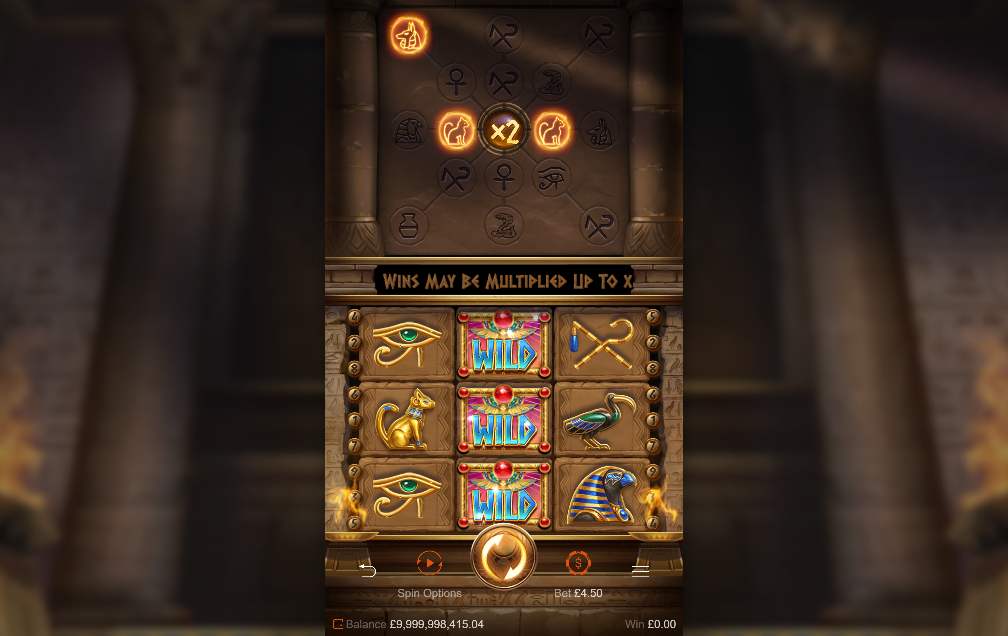 x2
Wins May Be Multiplied Up To x
WILD
WILD
WILD
Spin Options
Bet £4.50
Balance £9,999,998,415.04
Win £0.00